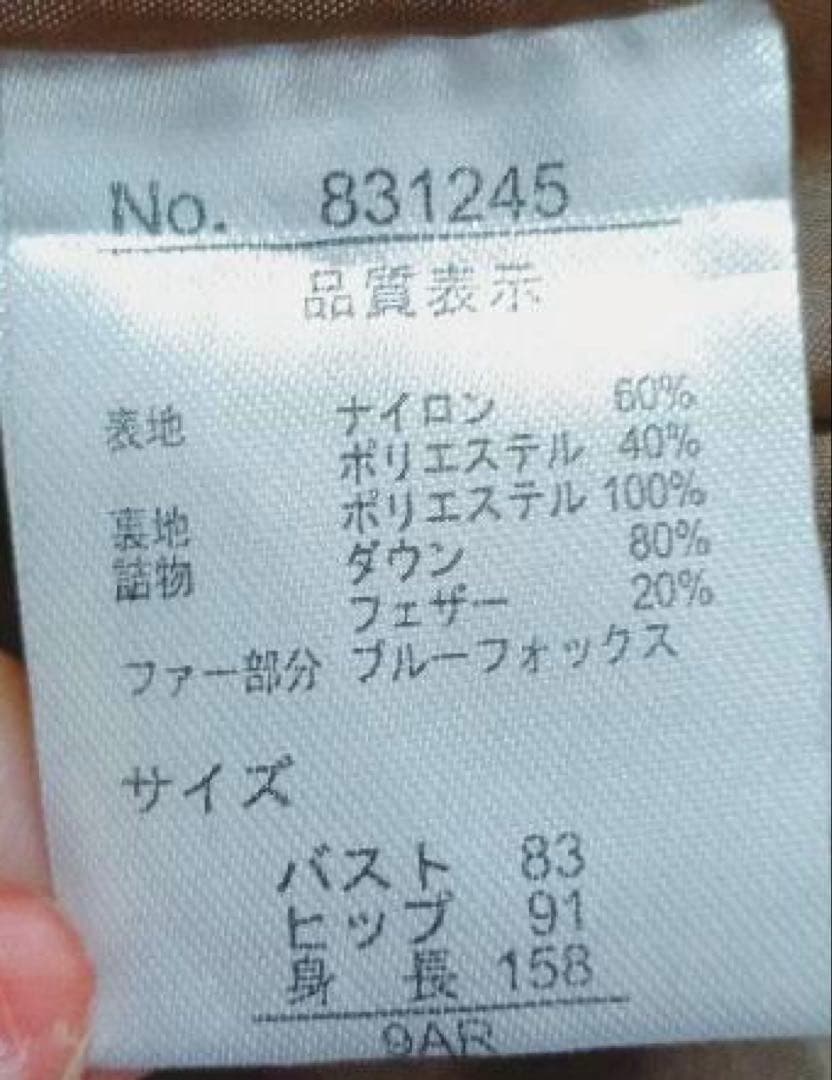 No. 831245
品質表示
表地 ナイロン 60%
ポリエステル 40%
裏地 ポリエステル 100%
詰物 ダウン 80%
フェザー 20%
ファー部分 ブルーフォックス
サイズ
バスト 83
ヒップ 91
身 長 158
9AR